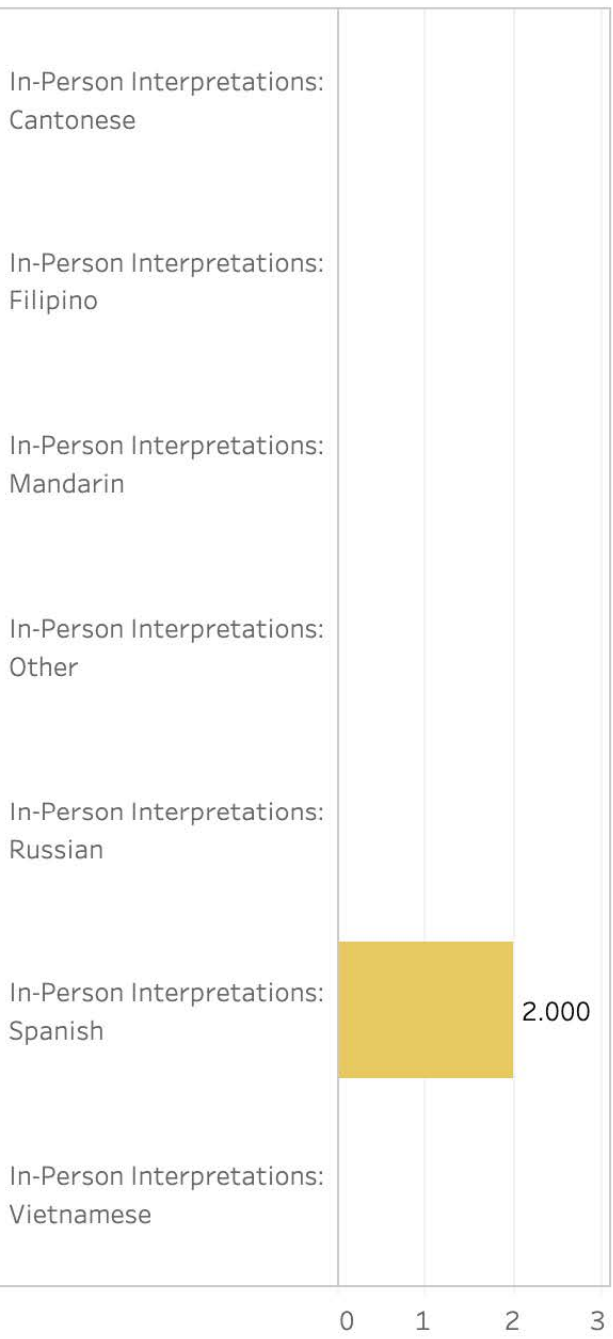 In-Person Interpretations:
Cantonese
In-Person Interpretations:
Filipino
In-Person Interpretations:
Mandarin
In-Person Interpretations:
Other
In-Person Interpretations:
Russian
In-Person Interpretations:
Spanish
2.000
In-Person Interpretations:
Vietnamese
0 1 2 3